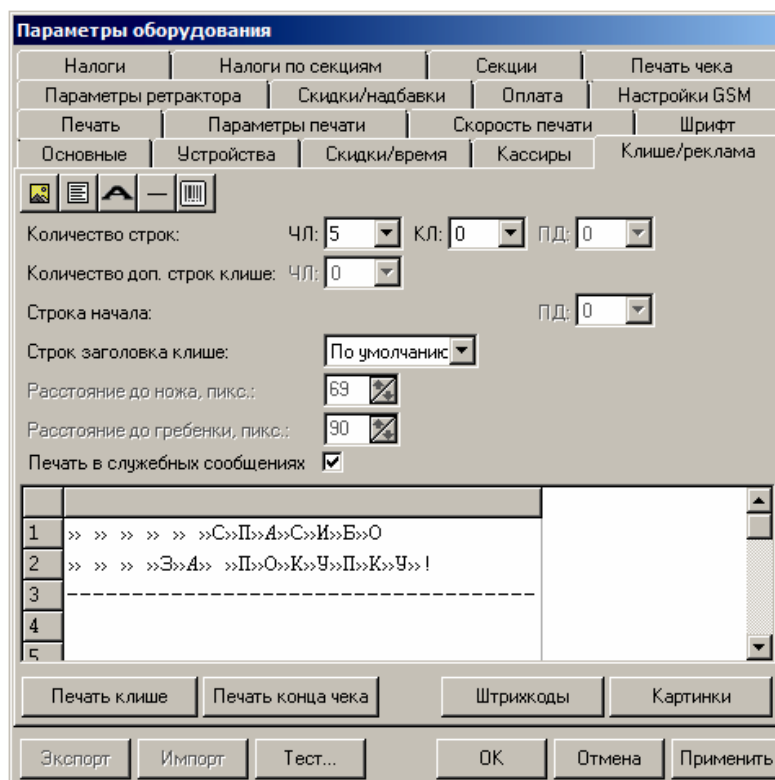 Параметры оборудования
Налоги Налоги по секциям Секции Печать чека
Параметры ретрактора Скидки/надбавки Оплата Настройки GSM
Печать Параметры печати Скорость печати Шрифт
Основные Устройства Скидки/время Кассиры Клише/реклама
Количество строк: ЧЛ: 5 КЛ: 0 ПД: 0
Количество доп. строк клише: ЧЛ: 0
Строка начала: ПД: 0
Строк заголовка клише: По умолчанию
Расстояние до ножа, пикс.: 69
Расстояние до гребенки, пикс.: 90
Печать в служебных сообщениях
1 » » » » » »С»П»А»С»И»Б»О
2 » » » »З»А» »П»О»К»У»П»К»У»!
3 ------------------------------------
4
5
Печать клише Печать конца чека Штрихкоды Картинки
Экспорт Импорт Тест... OK Отмена Применить